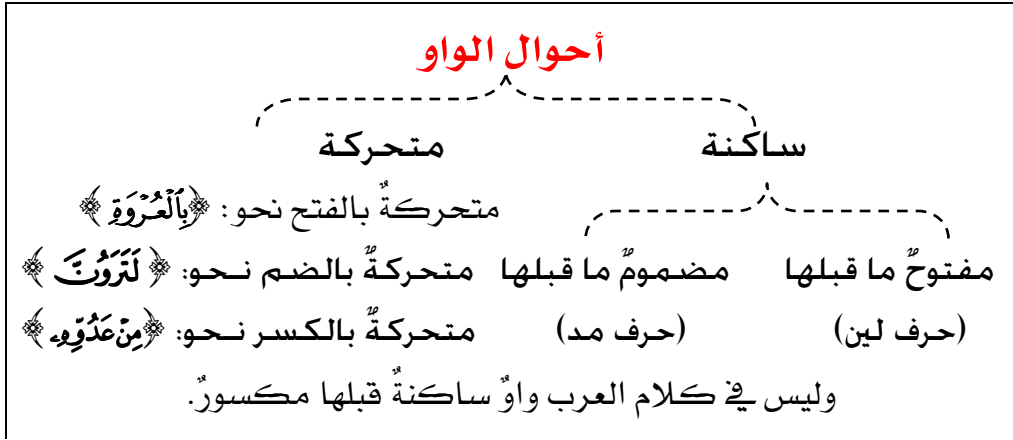 أحوال الواو
ساكنة متحركة
متحركةٌ بالفتح نحو: ﴿بِٱلْعُرْوَةِ﴾
مفتوحٌ ما قبلها مضمومٌ ما قبلها متحركةٌ بالضم نحو: ﴿لَتَرَوُنَّ﴾
(حرف لين) (حرف مد) متحركةٌ بالكسر نحو: ﴿مِنْ عَدُوِّهِۦ﴾
وليس في كلام العرب واوٌ ساكنةٌ قبلها مكسورٌ.